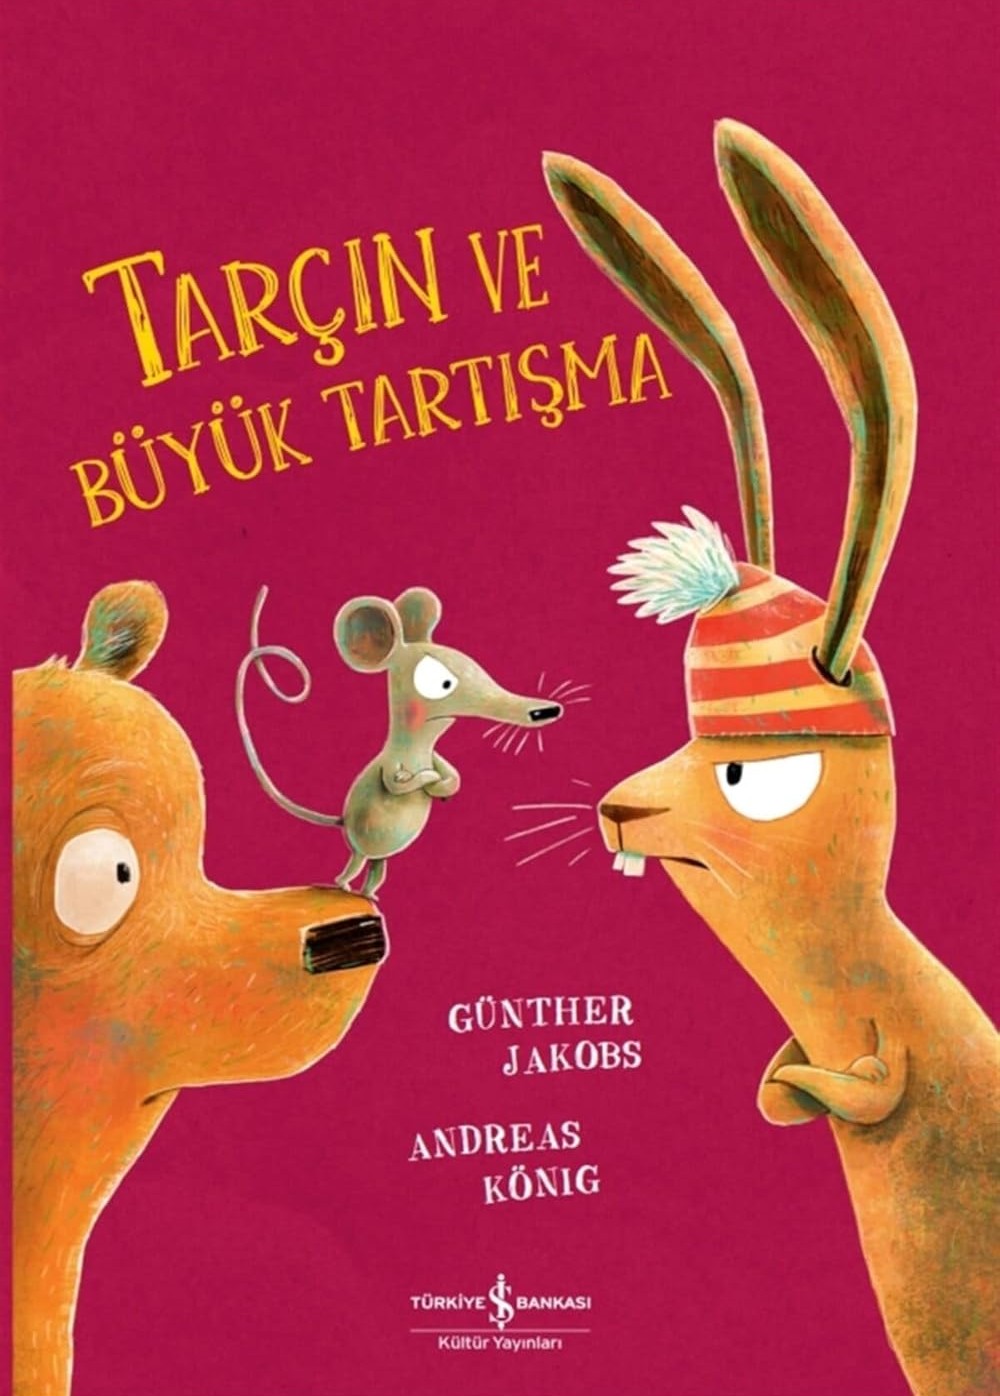 TARÇIN VE
BÜYÜK TARTIŞMA
GÜNTHER
JAKOBS
ANDREAS
KÖNIG
TÜRKİYE İŞ BANKASI
Kültür Yayınları